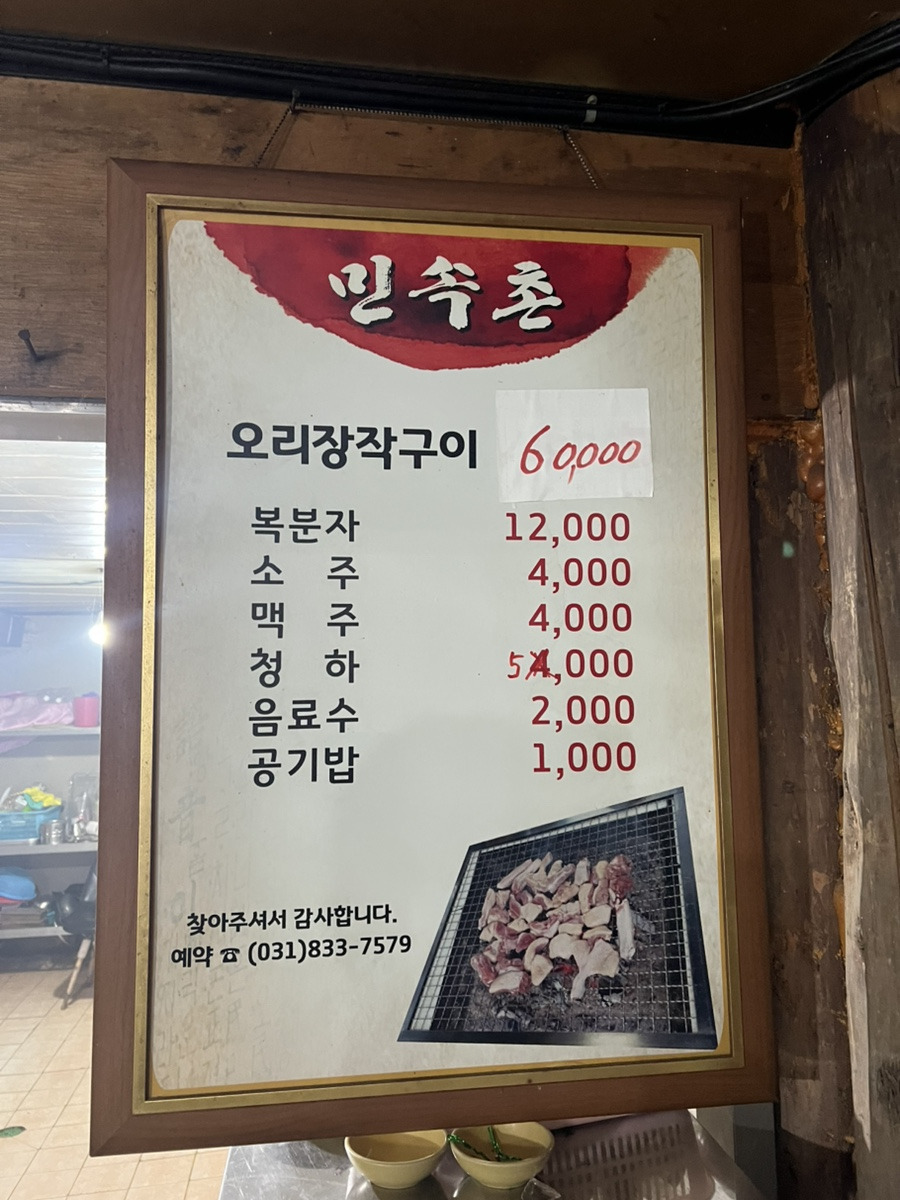 민속촌
오리장작구이 60,000
복분자 12,000
소 주 4,000
맥 주 4,000
청 하 5,000
음료수 2,000
공기밥 1,000
찾아주셔서 감사합니다.
예약 ☎ (031)833-7579